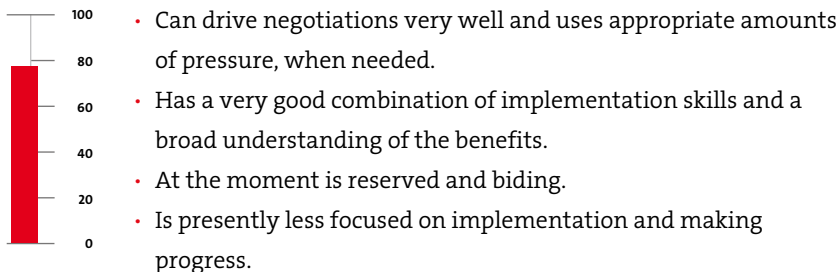 100
80
60
40
20
0
• Can drive negotiations very well and uses appropriate amounts
of pressure, when needed.
• Has a very good combination of implementation skills and a
broad understanding of the benefits.
• At the moment is reserved and biding.
• Is presently less focused on implementation and making
progress.